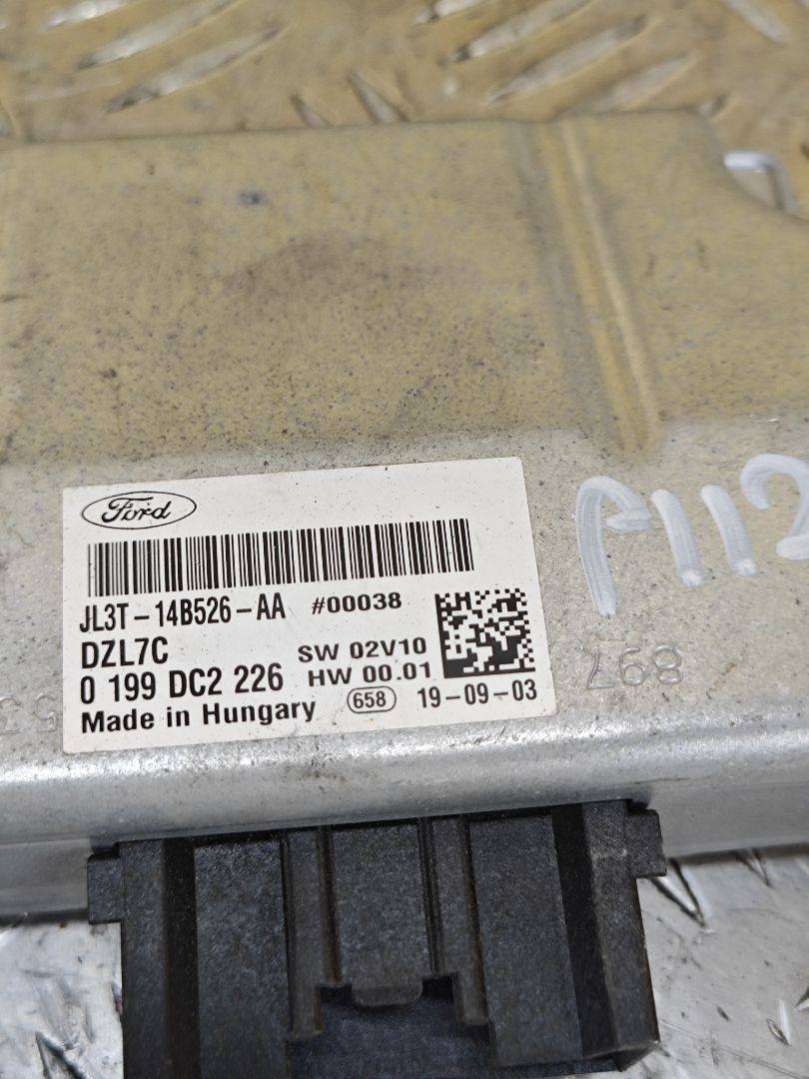 Ford
JL3T-14B526-AA #00038
DZL7C SW 02V10
0 199 DC2 226 HW 00.01
Made in Hungary 658 19-09-03
A112